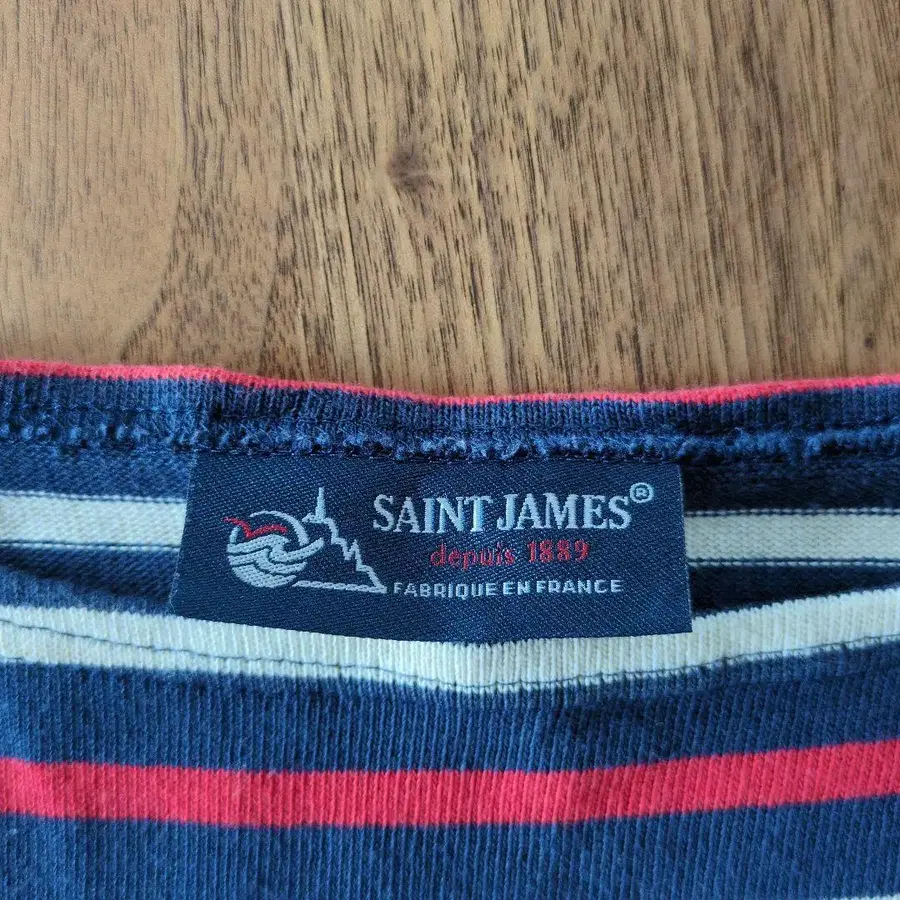 SAINT JAMES®
depuis 1889
FABRIQUE EN FRANCE